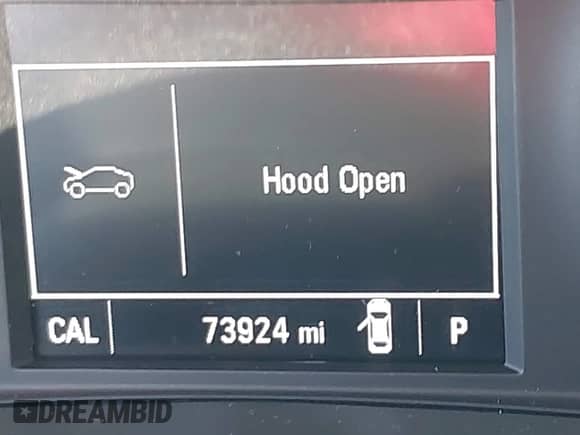 Hood Open
CAL 73924 mi P
DREAMBID